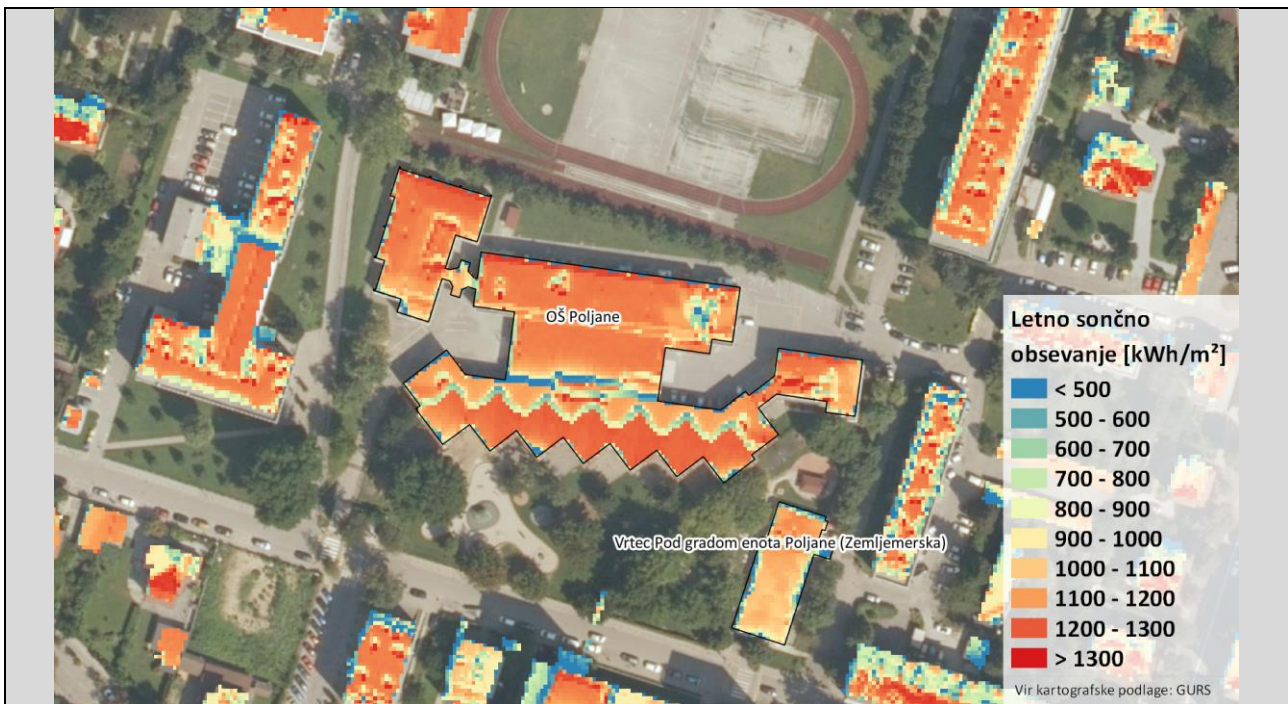 OŠ Poljane
Vrtec Pod gradom enota Poljane (Zemljemerska)
Letno sončno
obsevanje [kWh/m²]
< 500
500 - 600
600 - 700
700 - 800
800 - 900
900 - 1000
1000 - 1100
1100 - 1200
1200 - 1300
> 1300
Vir kartografske podlage: GURS